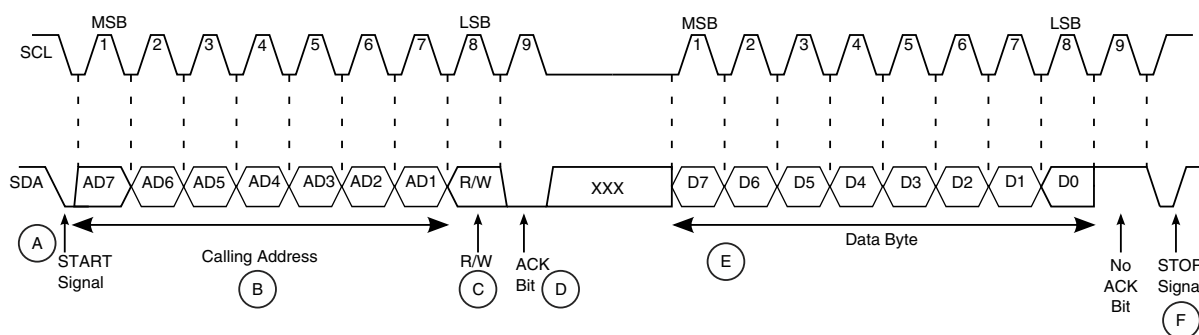 MSB LSB MSB LSB
SCL 1 2 3 4 5 6 7 8 9 1 2 3 4 5 6 7 8 9
SDA AD7 AD6 AD5 AD4 AD3 AD2 AD1 R/W XXX D7 D6 D5 D4 D3 D2 D1 D0
A START Signal
Calling Address
B
R/W
C
ACK Bit
D
E
Data Byte
No ACK Bit
STOP Signal
F